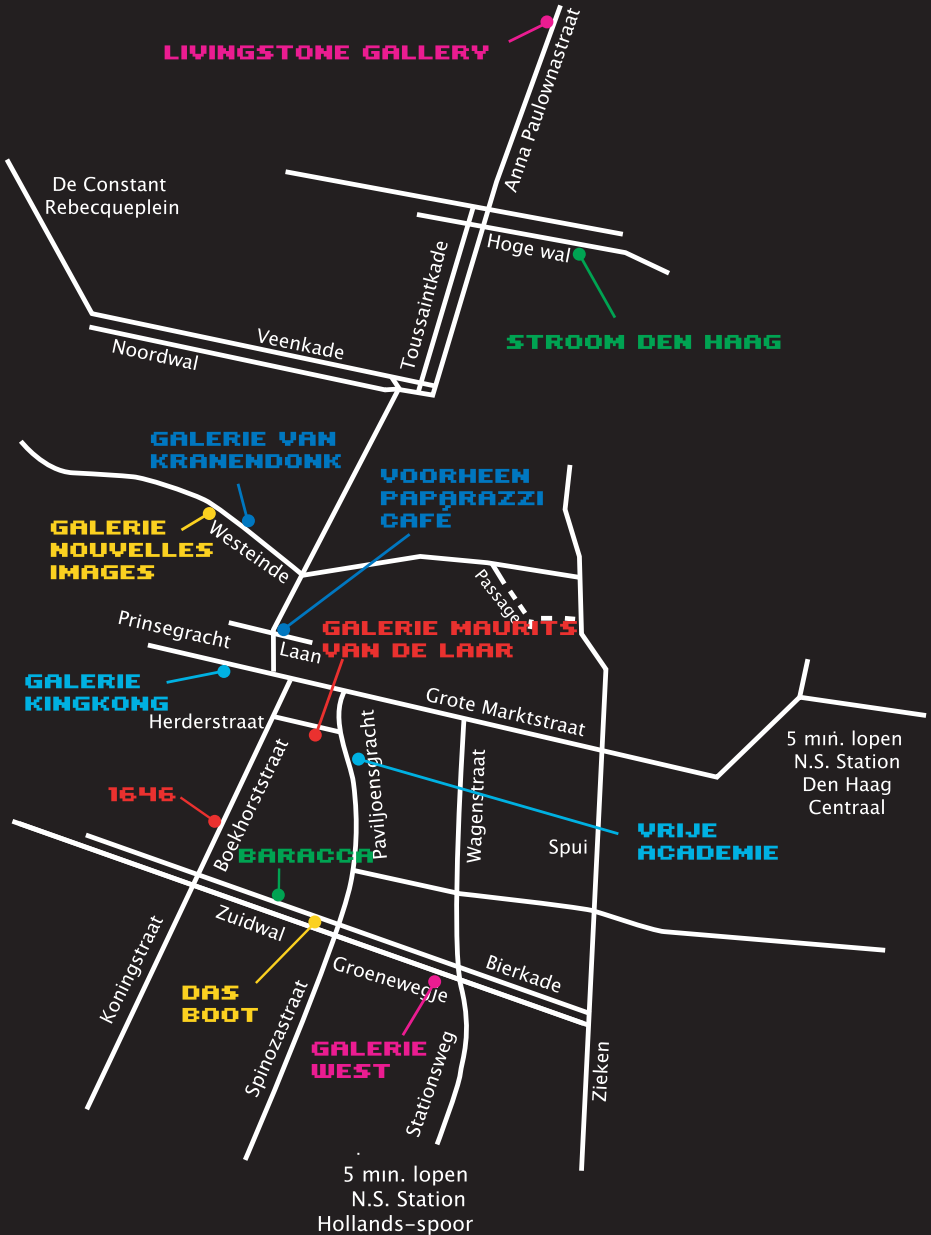 LIVINGSTONE GALLERY
Anna Paulownastraat
De Constant
Rebecqueplein
Hoge wal
Toussaintkade
STROOM DEN HAAG
Veenkade
Noordwal
GALERIE VAN
KRANENDONK
VOORHEEN
PAPARAZZI
CAFÉ
GALERIE
NOUVELLES
IMAGES
Westeinde
Passage
Prinsegracht
Laan
GALERIE MAURITS
VAN DE LAAR
GALERIE
KINGKONG
Herderstraat
Grote Marktstraat
5 min. lopen
N.S. Station
Den Haag
Centraal
Boekhorststraat
Paviljoensgracht
Wagenstraat
1646
Spui
VRIJE
ACADEMIE
BARACCA
Zuidwal
Koningstraat
DAS
BOOT
Groenewegje
Bierkade
Spinozastraat
GALERIE
WEST
Stationsweg
Zieken
5 min. lopen
N.S. Station
Hollands-spoor